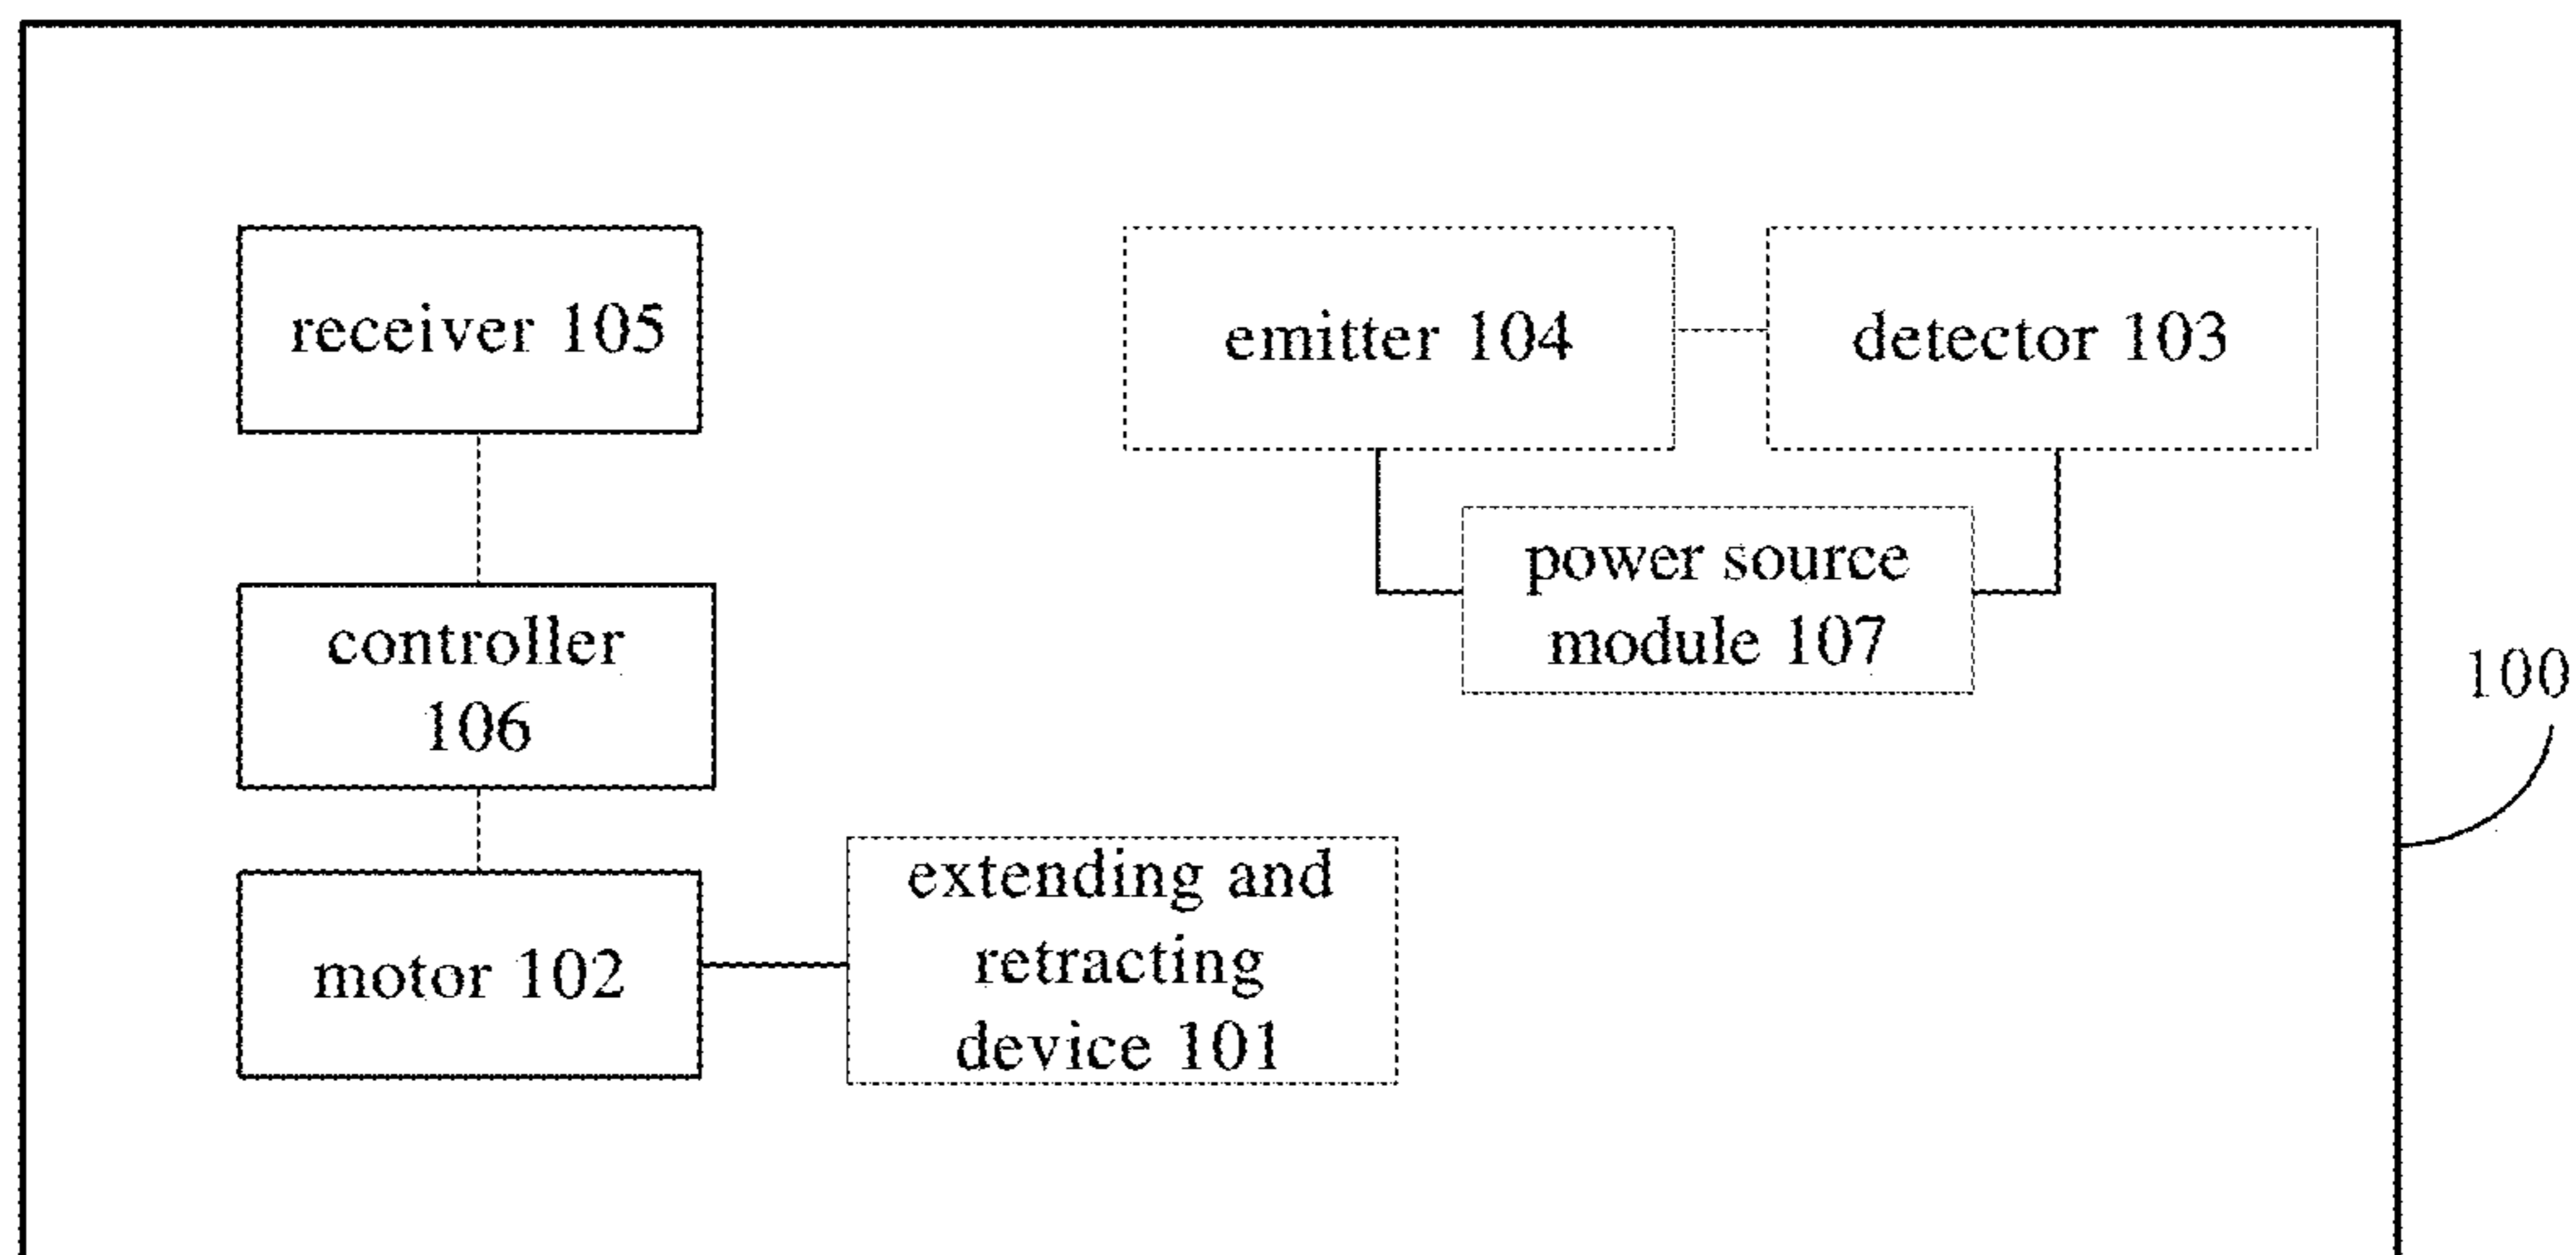 receiver 105
emitter 104
detector 103
power source
module 107
controller
106
100
extending and
retracting
device 101
motor 102